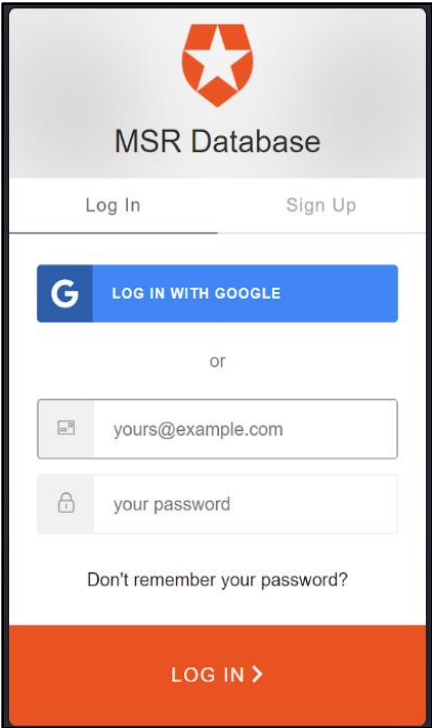 MSR Database
Log In Sign Up
G LOG IN WITH GOOGLE
or
yours@example.com
your password
Don't remember your password?
LOG IN